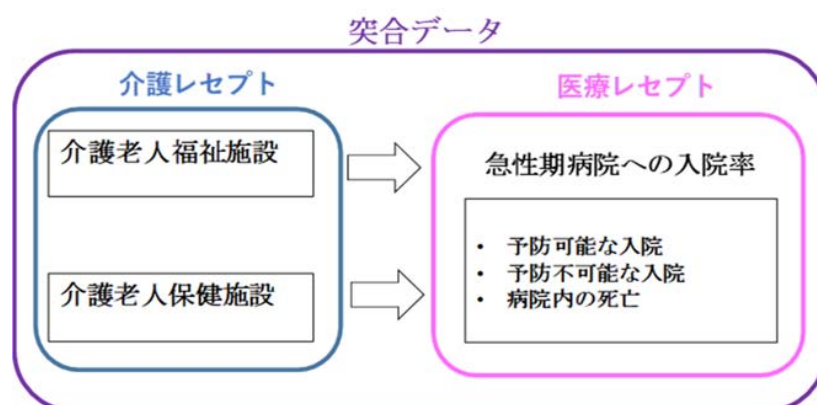 突合データ
介護レセプト
介護老人福祉施設
介護老人保健施設
医療レセプト
急性期病院への入院率
• 予防可能な入院
• 予防不可能な入院
• 病院内の死亡